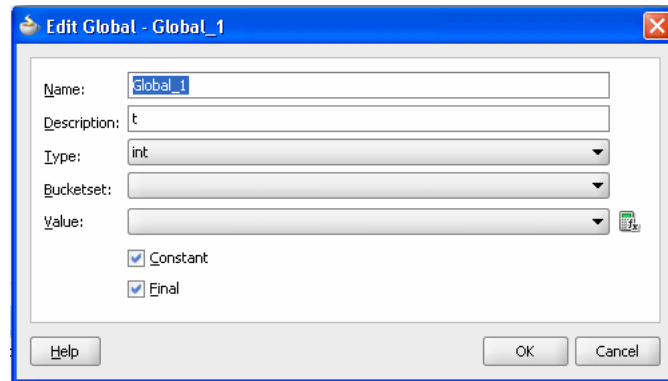 Edit Global - Global_1
Name: Global_1
Description: t
Type: int
Bucketset:
Value:
Constant
Final
Help OK Cancel